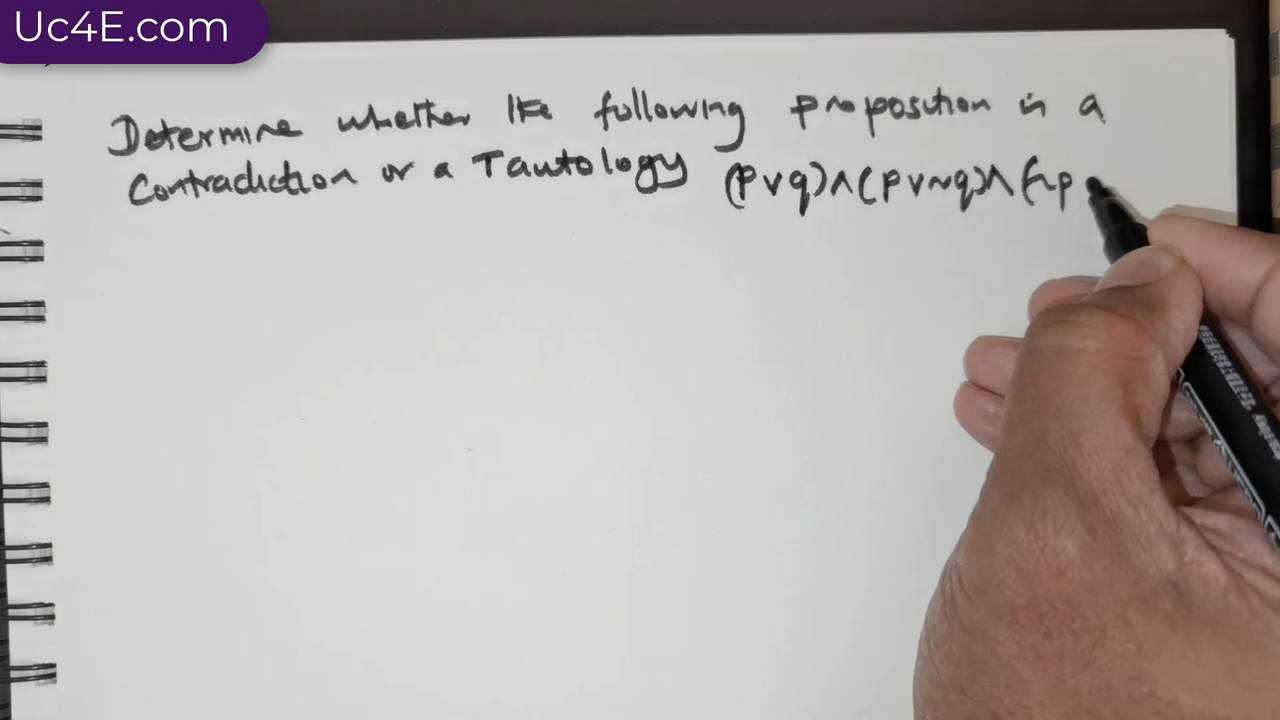 Uc4E.com
Determine whether the following proposition is a
Contradiction or a Tautology (p∨q)∧(p∨~q)∧(~p